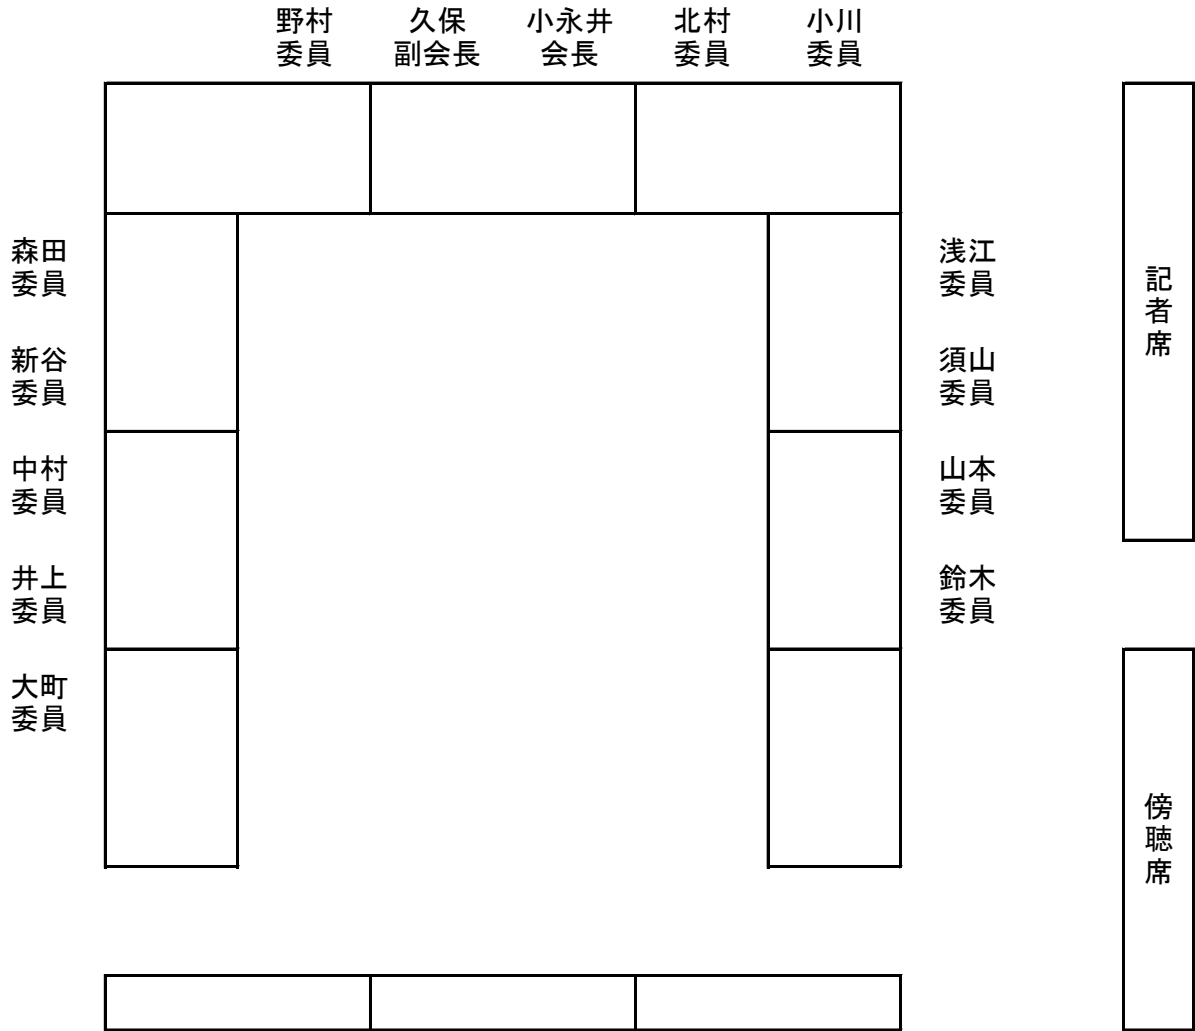 野村
委員
久保
副会長
小永井
会長
北村
委員
小川
委員
森田
委員
新谷
委員
中村
委員
井上
委員
大町
委員
浅江
委員
須山
委員
山本
委員
鈴木
委員
記者席
傍聴席